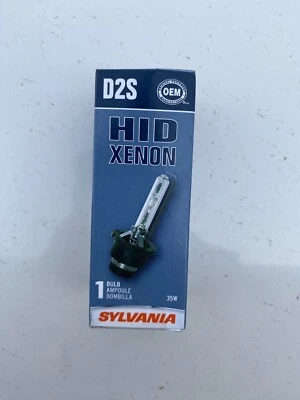 D2S
OEM
HID
XENON
1 BULB
AMPOULE
BOMBILLA
35W
SYLVANIA